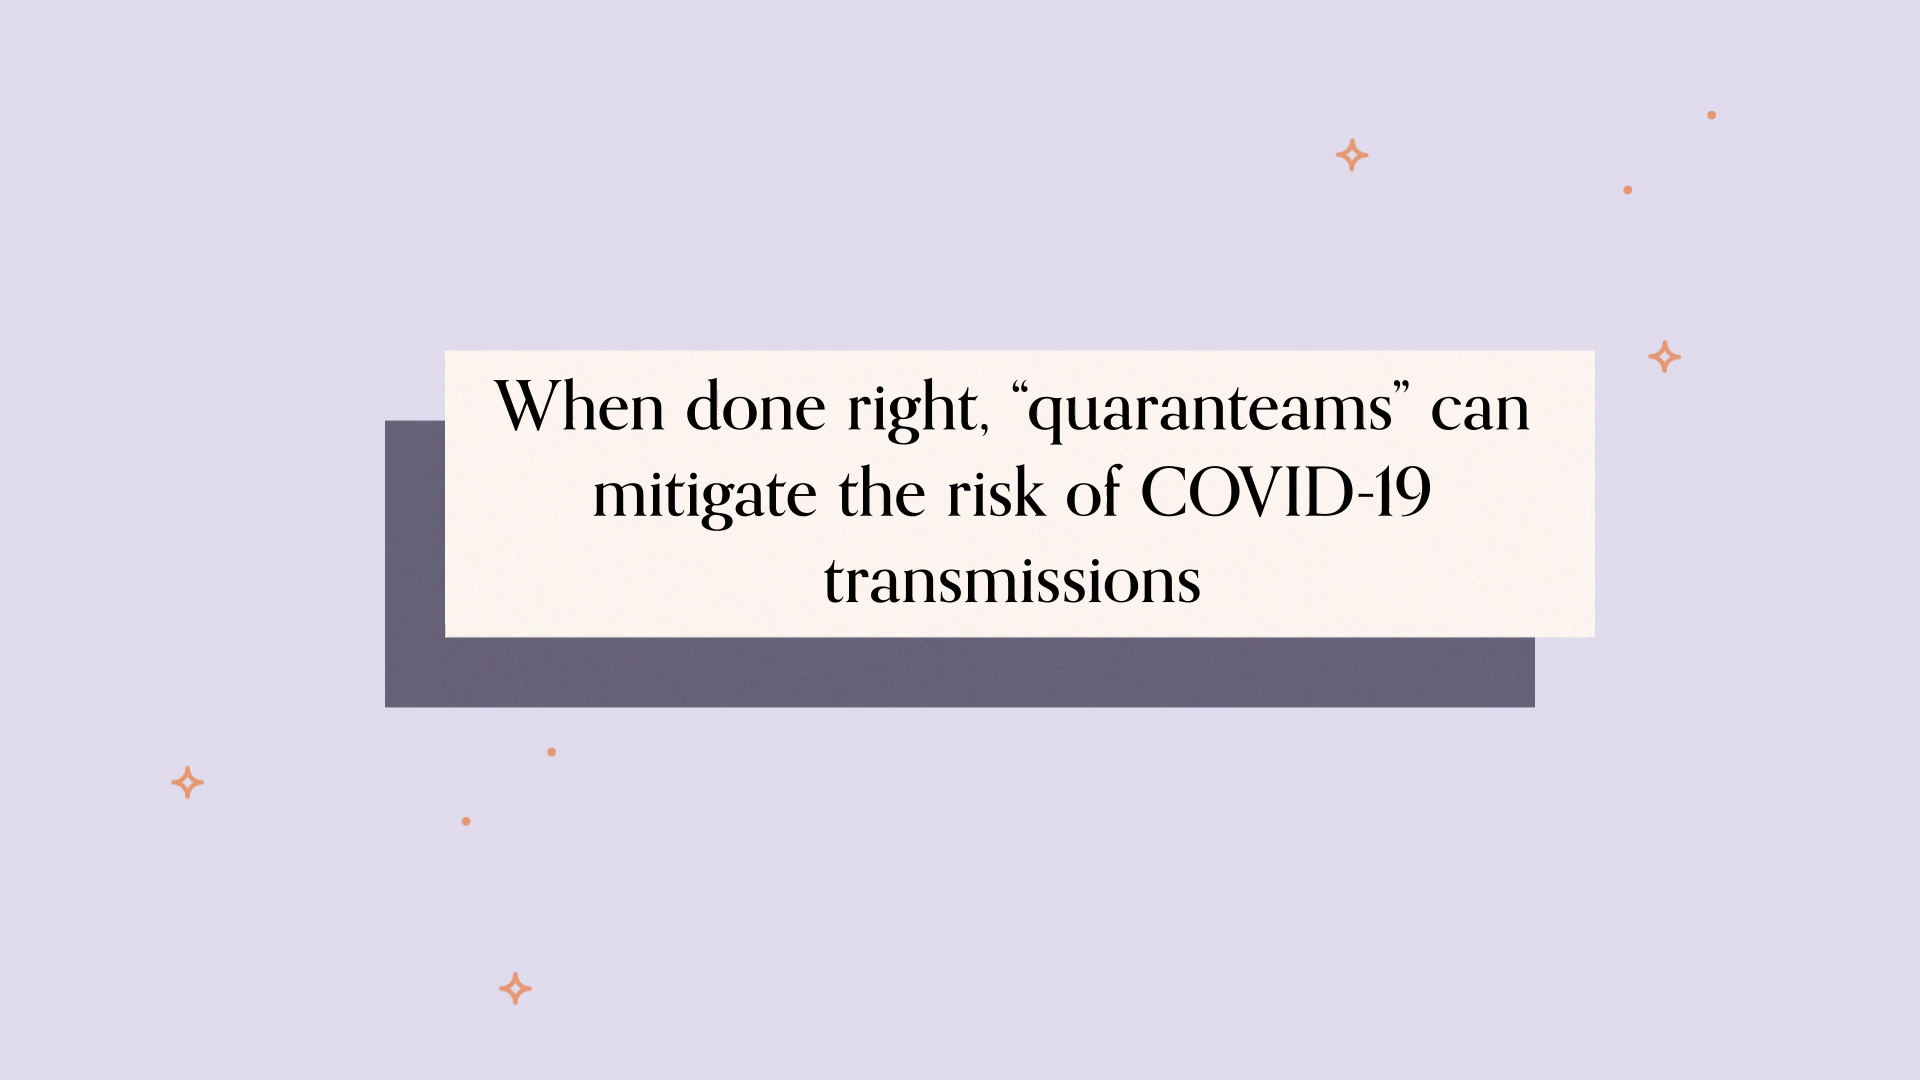 When done right, “quaranteams” can
mitigate the risk of COVID-19
transmissions